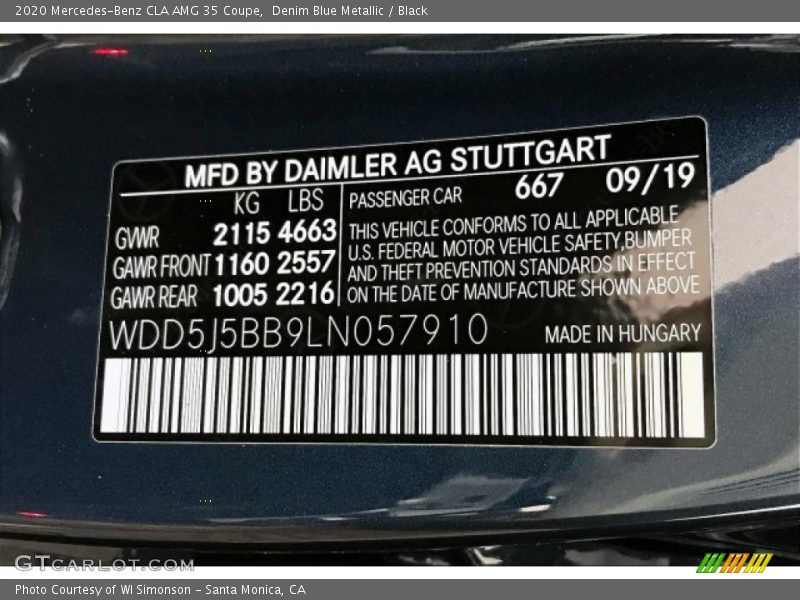 2020 Mercedes-Benz CLA AMG 35 Coupe,  Denim Blue Metallic / Black
MFD BY DAIMLER AG STUTTGART
KG LBS
GVWR 2115 4663
GAWR FRONT 1160 2557
GAWR REAR 1005 2216
PASSENGER CAR 667 09/19
THIS VEHICLE CONFORMS TO ALL APPLICABLE
U.S. FEDERAL MOTOR VEHICLE SAFETY,BUMPER
AND THEFT PREVENTION STANDARDS IN EFFECT
ON THE DATE OF MANUFACTURE SHOWN ABOVE
WDD5J5BB9LN057910 MADE IN HUNGARY
GTCARLOT.COM
Photo Courtesy of WI Simonson - Santa Monica, CA